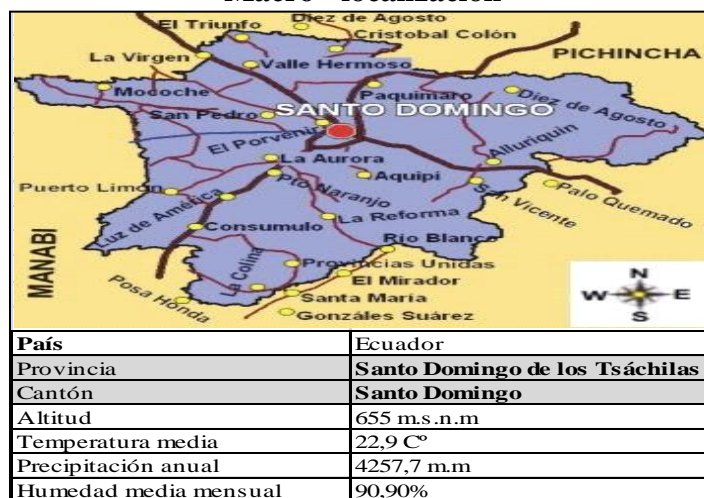 Macro - localización
Diez de Agosto
El Triunfo
Cristobal Colón
La Virgen
PICHINCHA
Valle Hermoso
Mocoche
Paquimaro
Diez de Agosto
SANTO DOMINGO
San Pedro
El Porvenir
Alluriquin
La Aurora
Aquipi
Puerto Limón
Pto Naranjo
San Vicente
Palo Quemado
Luz de América
La Reforma
Consumulo
Rio Blanco
MANABI
Provincias Unidas
La Colina
El Mirador
Posa Honda
Santa María
Gonzáles Suárez
N
W E
S
País Ecuador
Provincia Santo Domingo de los Tsáchilas
Cantón Santo Domingo
Altitud 655 m.s.n.m
Temperatura media 22,9 Cº
Precipitación anual 4257,7 m.m
Humedad media mensual 90,90%